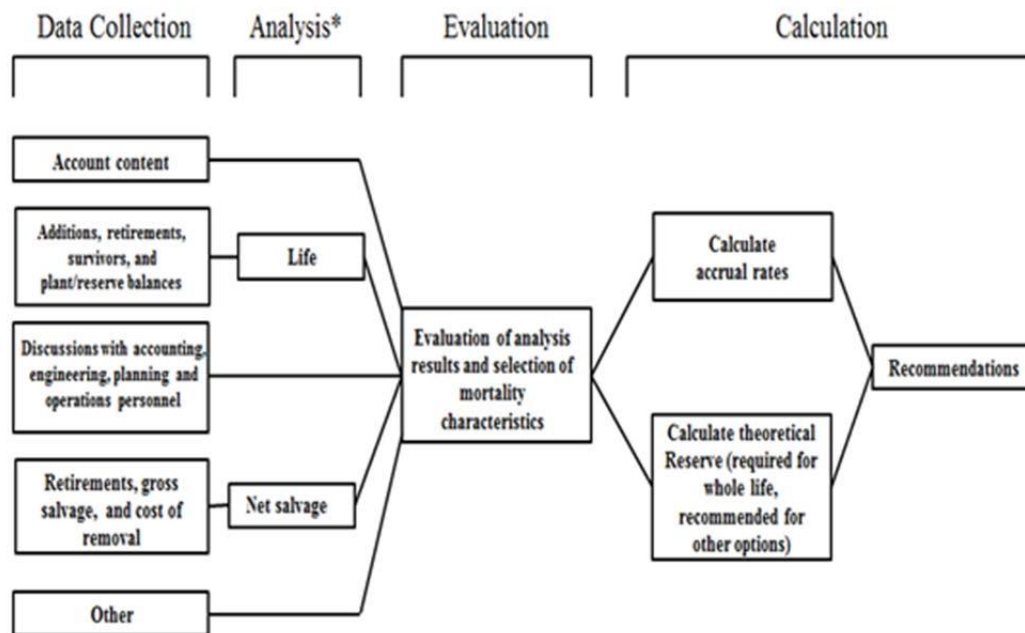 Data Collection
Analysis*
Evaluation
Calculation
Account content
Additions, retirements,
survivors, and
plant/reserve balances
Life
Discussions with accounting,
engineering, planning and
operations personnel
Retirements, gross
salvage, and cost of
removal
Net salvage
Other
Evaluation of analysis
results and selection of
mortality
characteristics
Calculate
accrual rates
Calculate theoretical
Reserve (required for
whole life,
recommended for
other options)
Recommendations